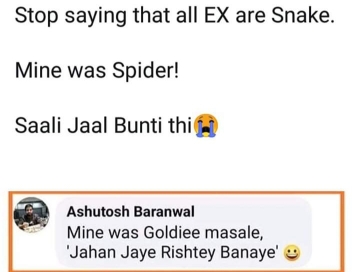 Stop saying that all EX are Snake.
Mine was Spider!
Saali Jaal Bunti thi😭
Ashutosh Baranwal
Mine was Goldiee masale,
'Jahan Jaye Rishtey Banaye' 😀